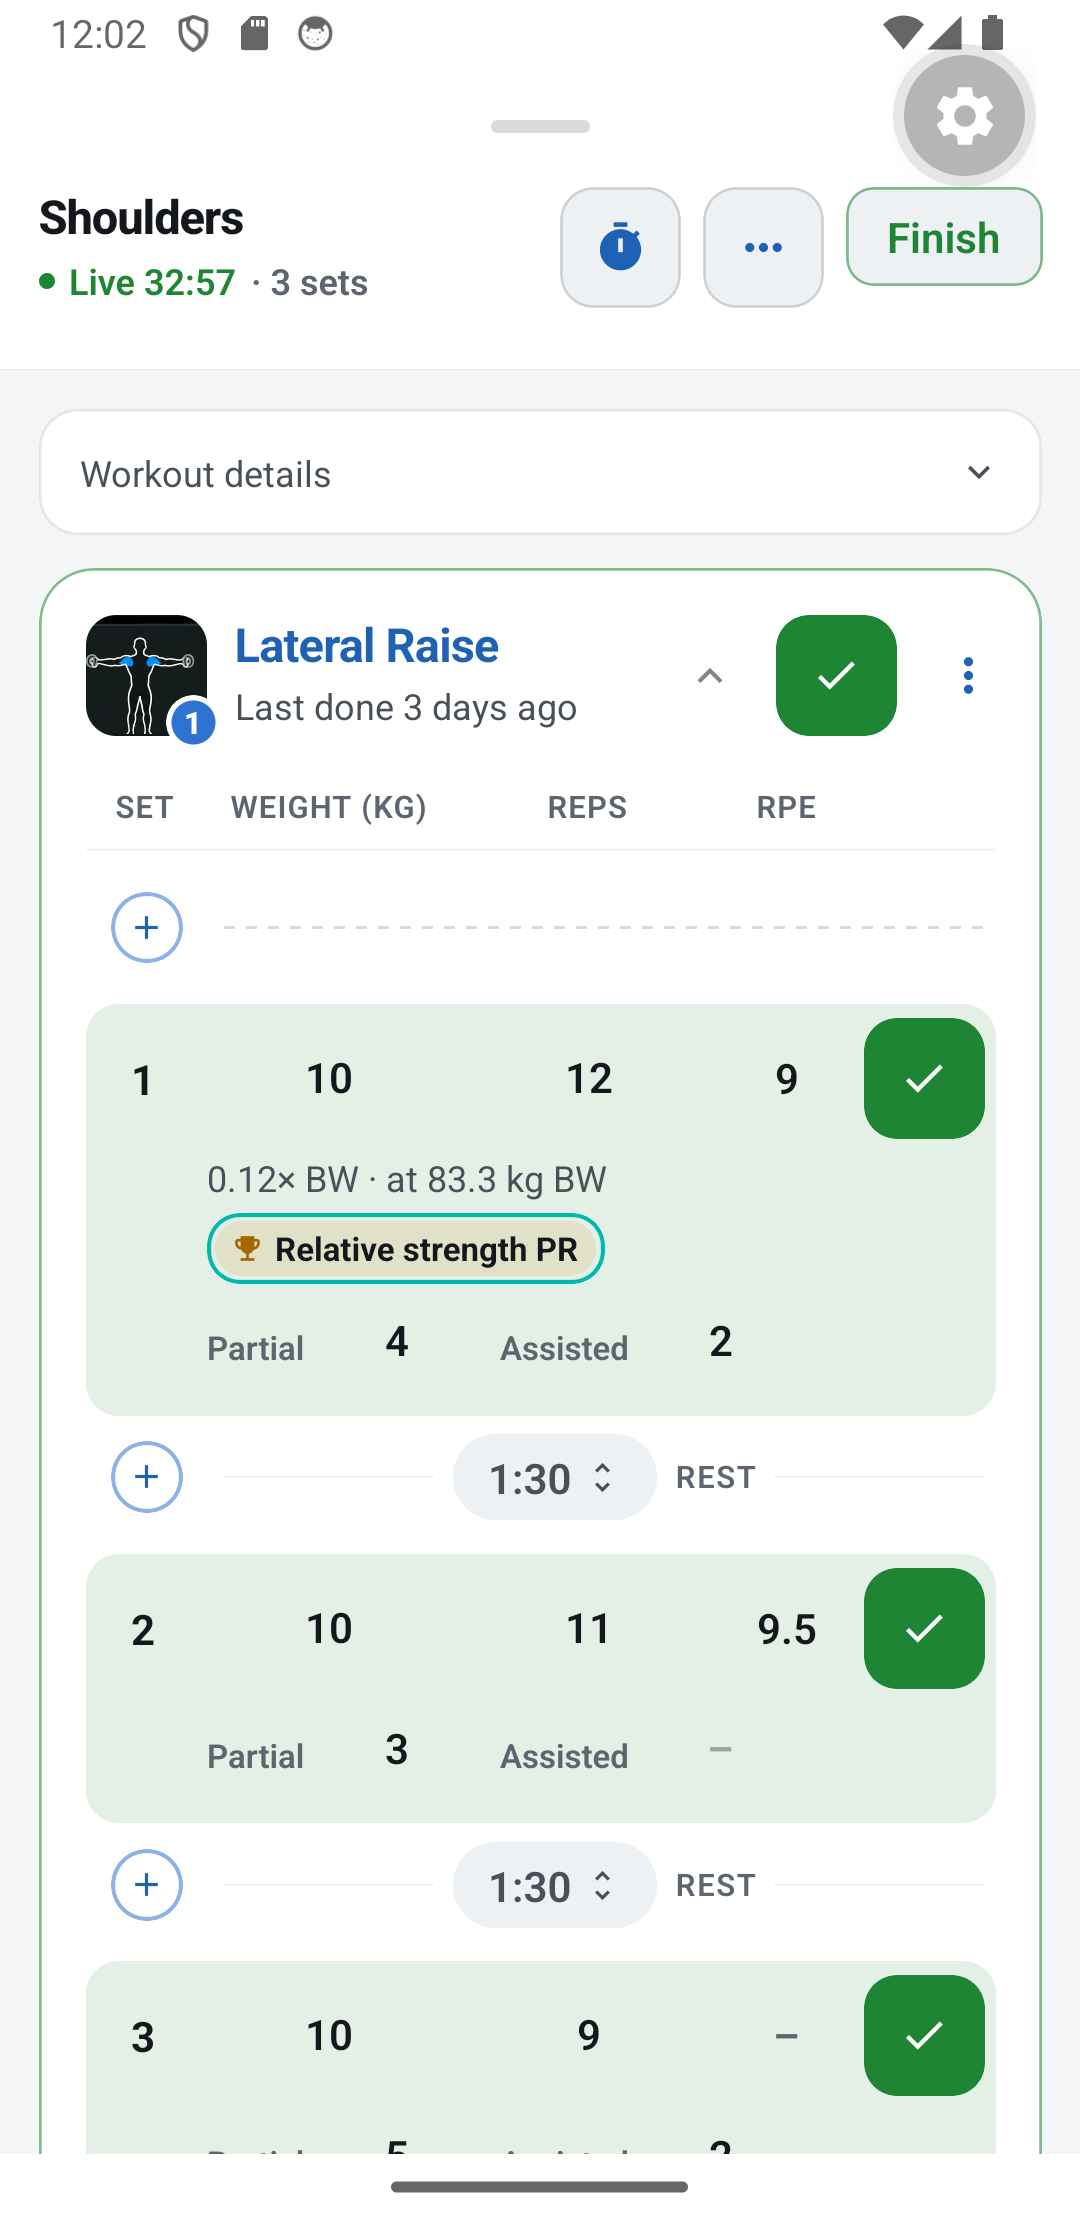 12:02
Shoulders
Live 32:57 · 3 sets
Finish
Workout details
Lateral Raise
Last done 3 days ago
1
SET WEIGHT (KG) REPS RPE
1 10 12 9
0.12× BW · at 83.3 kg BW
Relative strength PR
Partial 4 Assisted 2
1:30 REST
2 10 11 9.5
Partial 3 Assisted –
1:30 REST
3 10 9 –